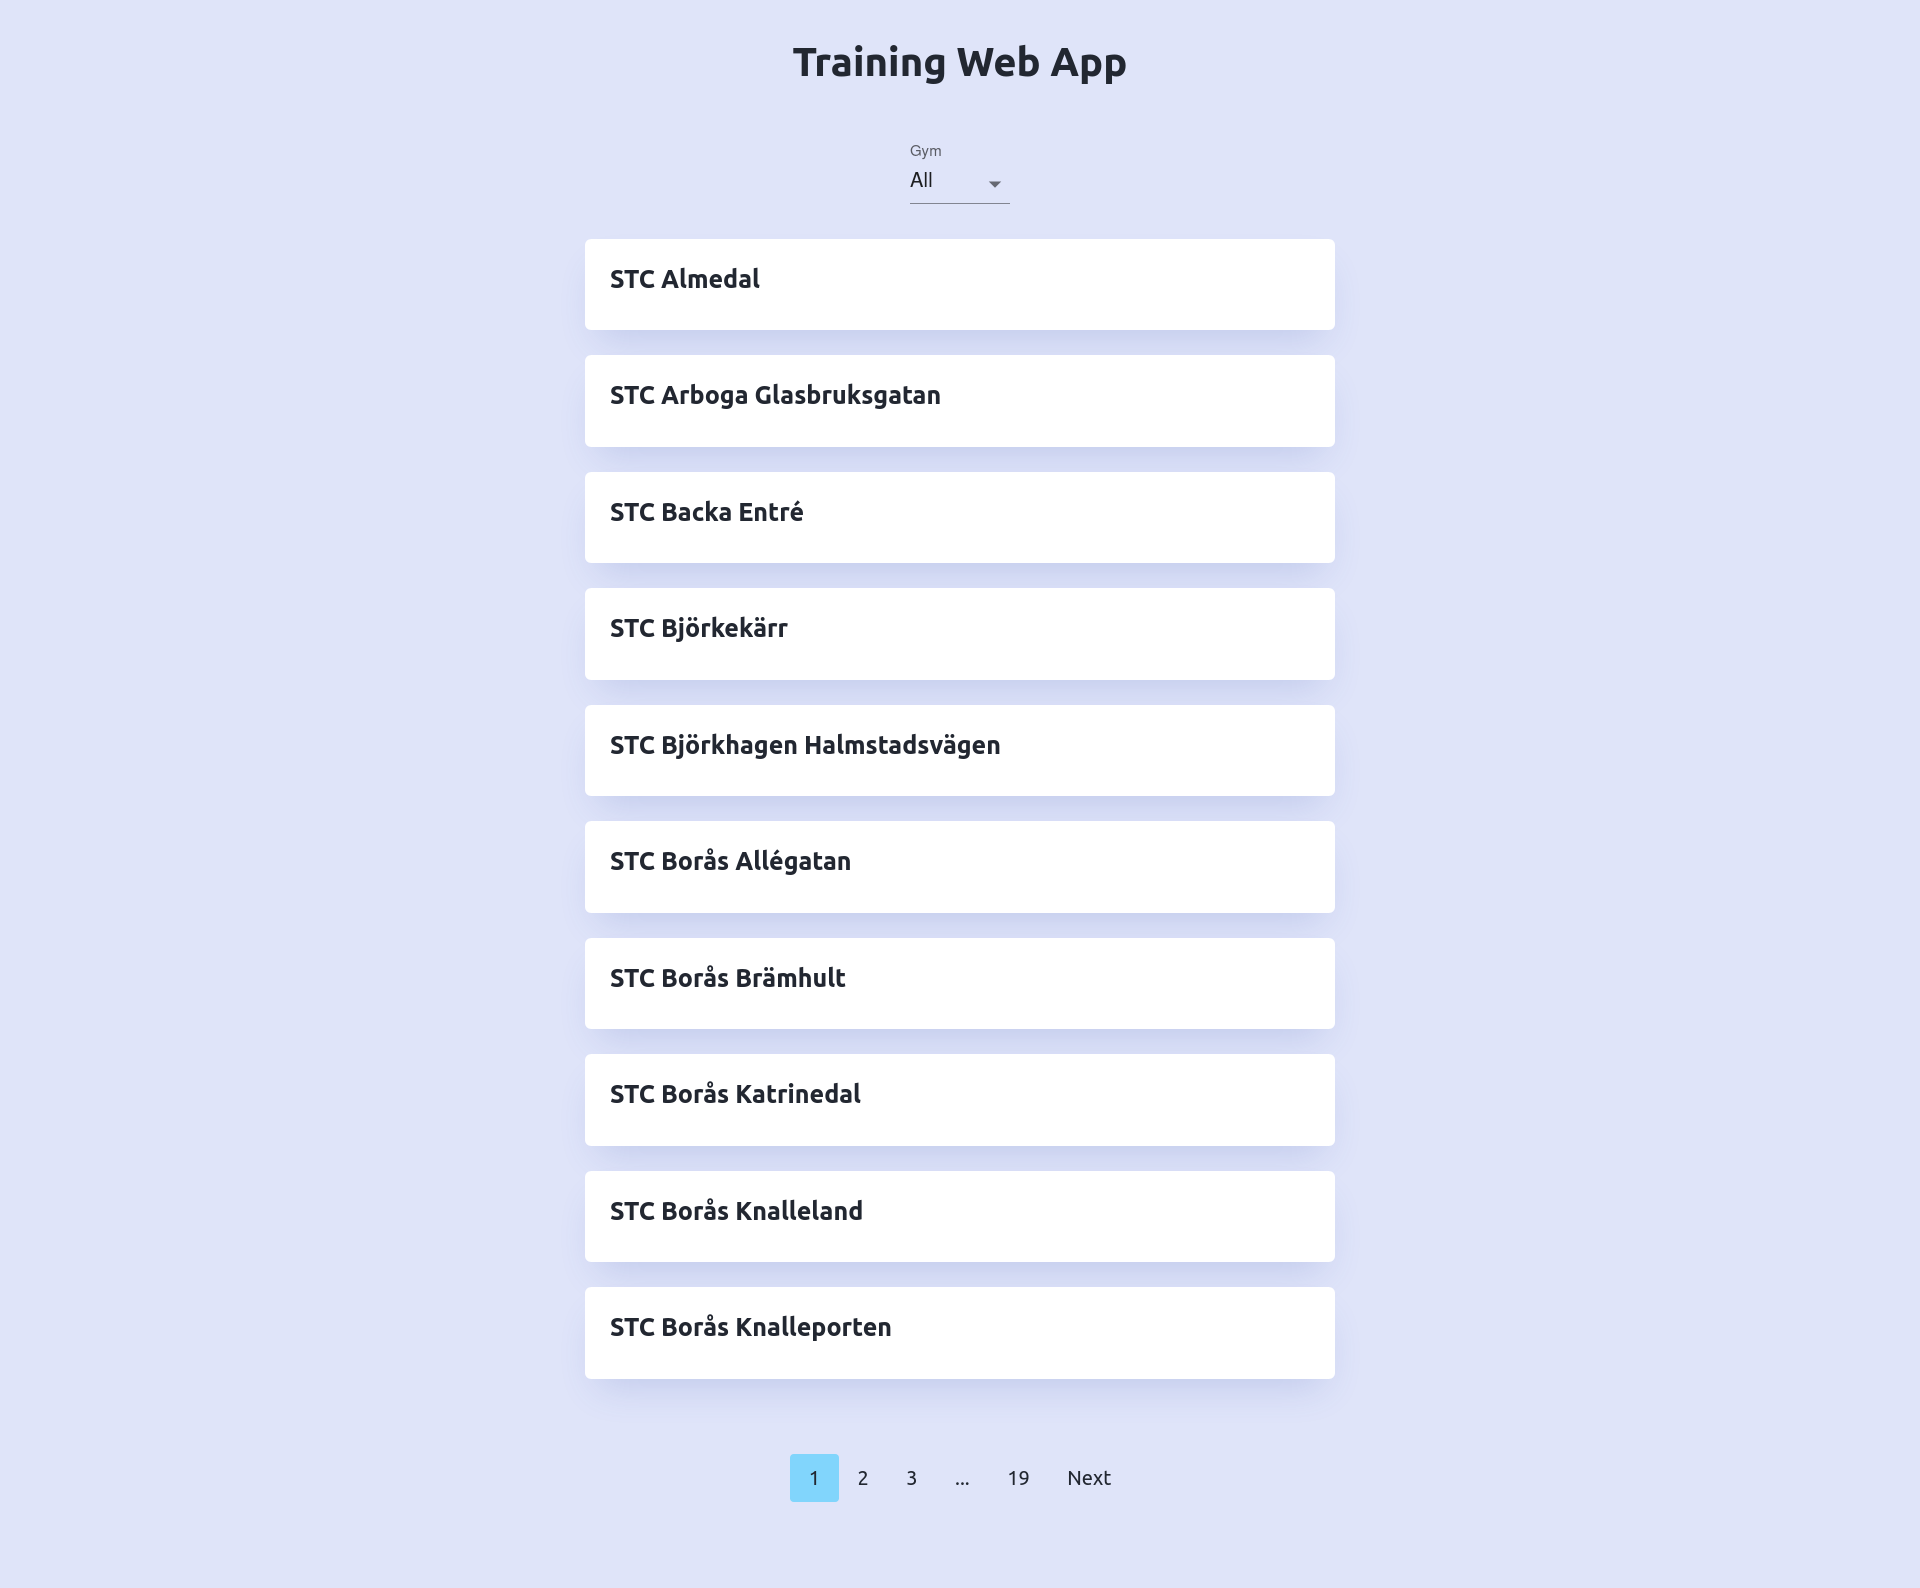 Training Web App
Gym
All
STC Almedal
STC Arboga Glasbruksgatan
STC Backa Entré
STC Björkekärr
STC Björkhagen Halmstadsvägen
STC Borås Allégatan
STC Borås Brämhult
STC Borås Katrinedal
STC Borås Knalleland
STC Borås Knalleporten
1 2 3 ... 19 Next